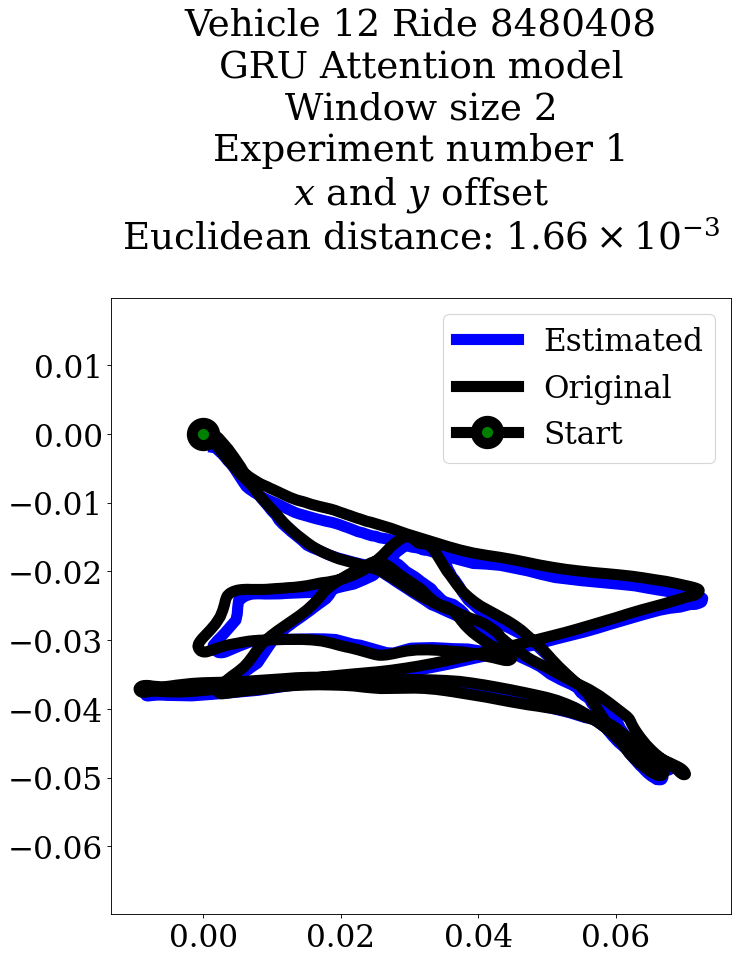 Vehicle 12 Ride 8480408
GRU Attention model
Window size 2
Experiment number 1
x and y offset
Euclidean distance: 1.66 × 10⁻³
Estimated
Original
Start
0.01
0.00
−0.01
−0.02
−0.03
−0.04
−0.05
−0.06
0.00 0.02 0.04 0.06